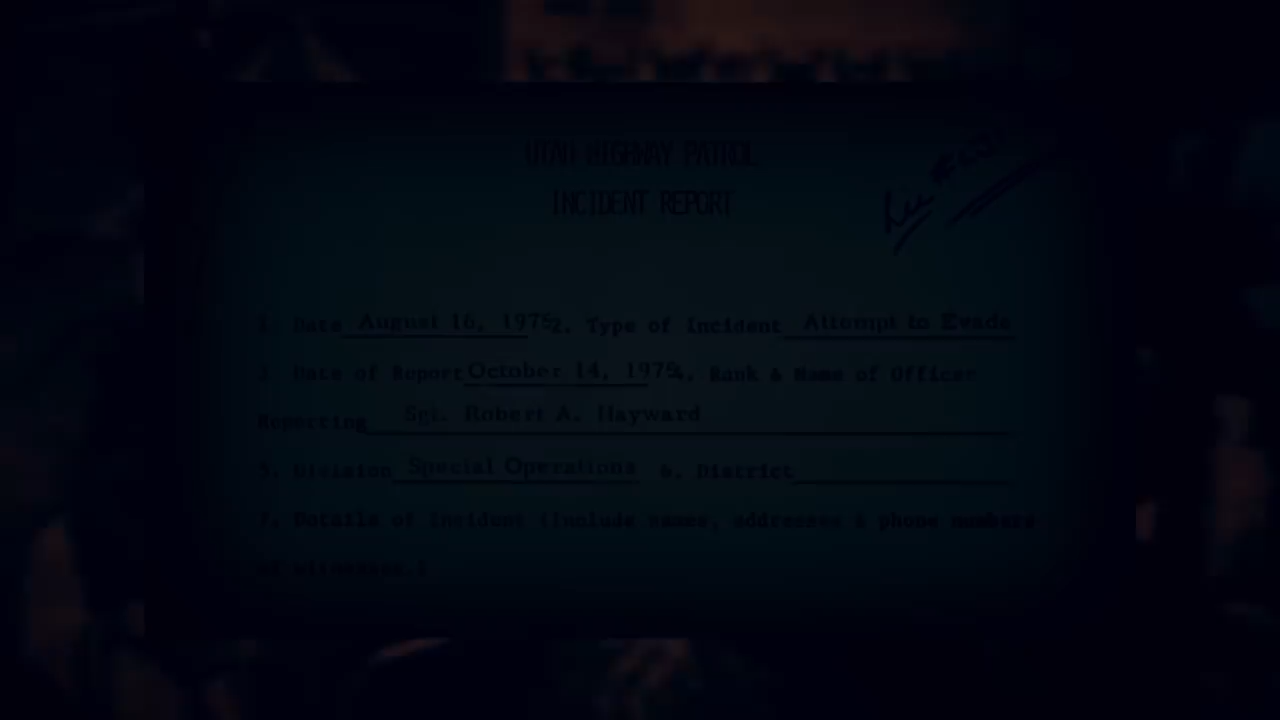 UTAH HIGHWAY PATROL
INCIDENT REPORT
1. Date August 16, 1975 2. Type of Incident Attempt to Evade
3. Date of Report October 14, 1975 4. Rank & Name of Officer
Reporting Sgt. Robert A. Hayward
5. Division Special Operations 6. District
7. Details of Incident (Include names, addresses & phone numbers
of witnesses.)